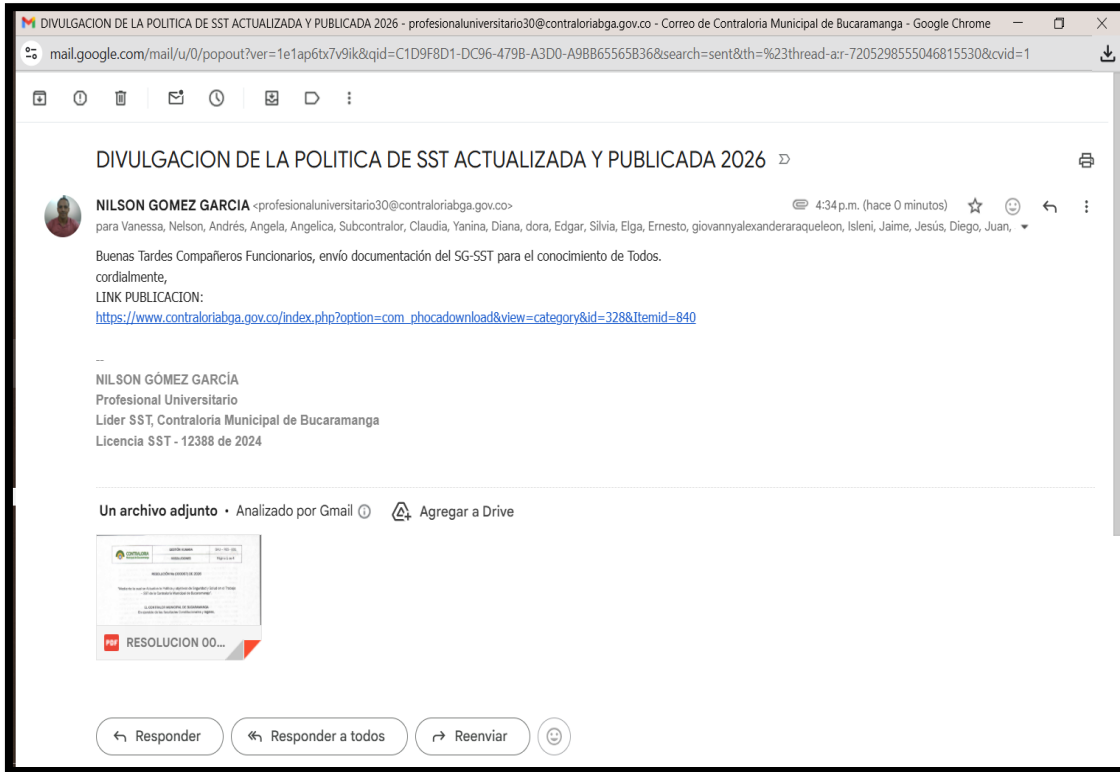 DIVULGACION DE LA POLITICA DE SST ACTUALIZADA Y PUBLICADA 2026 - profesionaluniversitario30@contraloriabga.gov.co - Correo de Contraloria Municipal de Bucaramanga - Google Chrome
mail.google.com/mail/u/0/popout?ver=1e1ap6tx7v9ik&qid=C1D9F8D1-DC96-479B-A3D0-A9BB65565B36&search=sent&th=%23thread-a:r-7205298555046815530&cvid=1
DIVULGACION DE LA POLITICA DE SST ACTUALIZADA Y PUBLICADA 2026
NILSON GOMEZ GARCIA <profesionaluniversitario30@contraloriabga.gov.co> 4:34 p.m. (hace 0 minutos)
para Vanessa, Nelson, Andrés, Angela, Angelica, Subcontralor, Claudia, Yanina, Diana, dora, Edgar, Silvia, Elga, Ernesto, giovannyalexanderaraqueleon, Isleni, Jaime, Jesús, Diego, Juan,
Buenas Tardes Compañeros Funcionarios, envío documentación del SG-SST para el conocimiento de Todos.
cordialmente,
LINK PUBLICACION:
https://www.contraloriabga.gov.co/index.php?option=com_phocadownload&view=category&id=328&Itemid=840
--
NILSON GÓMEZ GARCÍA
Profesional Universitario
Lider SST, Contraloria Municipal de Bucaramanga
Licencia SST - 12388 de 2024
Un archivo adjunto • Analizado por Gmail Agregar a Drive
CONTRALORIA
PDF RESOLUCION 00...
Responder Responder a todos Reenviar